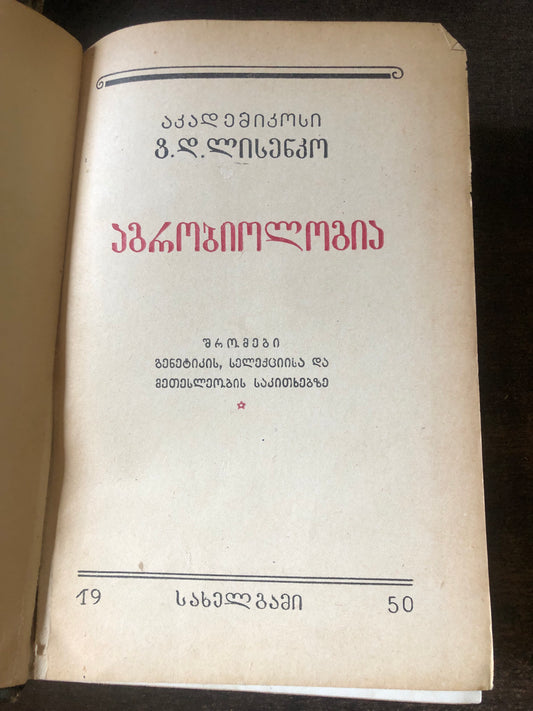 აკადემიკოსი
ტ. დ. ლისენკო
აგრობიოლოგია
შრომები
გენეტიკის, სელექციისა და
მეთესლეობის საკითხებზე
19 სახელგამი 50